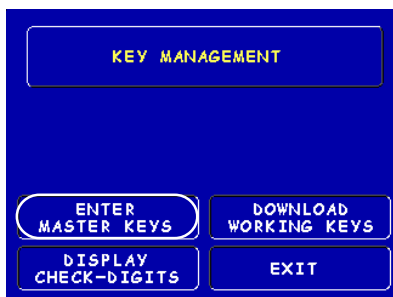 KEY MANAGEMENT
ENTER
MASTER KEYS
DOWNLOAD
WORKING KEYS
DISPLAY
CHECK-DIGITS
EXIT